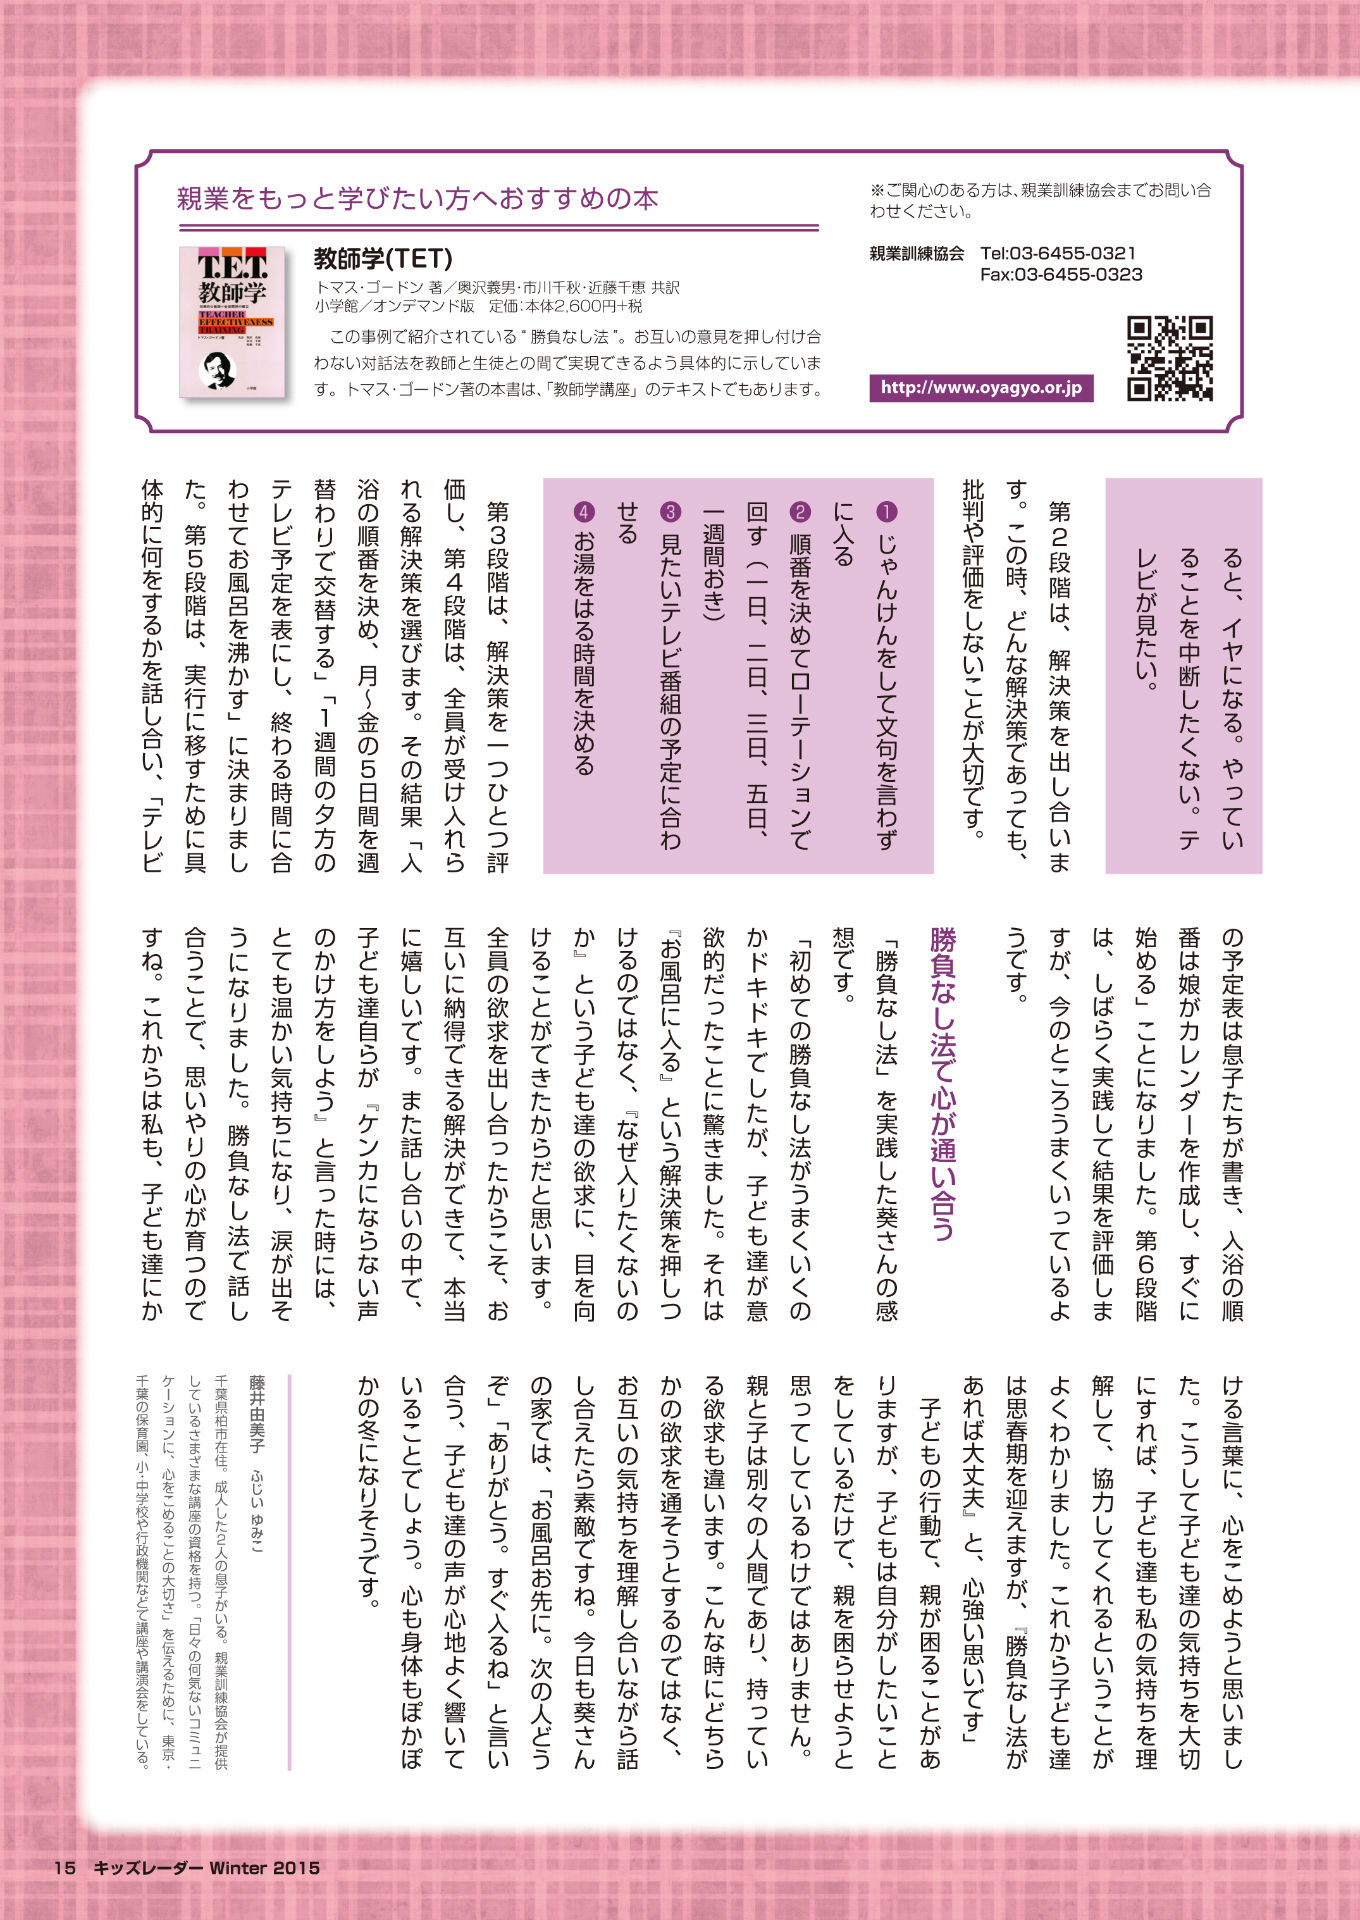 親業をもっと学びたい方へおすすめの本
T.E.T.
教師学
TEACHER
EFFECTIVENESS
TRAINING
教師学(TET)
トマス・ゴードン 著／奥沢義男・市川千秋・近藤千恵 共訳
小学館／オンデマンド版　定価：本体2,600円+税
この事例で紹介されている“勝負なし法”。お互いの意見を押し付け合
わない対話法を教師と生徒との間で実現できるよう具体的に示していま
す。トマス・ゴードン著の本書は、「教師学講座」のテキストでもあります。
※ご関心のある方は、親業訓練協会までお問い合
わせください。
親業訓練協会　Tel:03-6455-0321
Fax:03-6455-0323
http://www.oyagyo.or.jp
ると、イヤになる。やってい
ることを中断したくない。テ
レビが見たい。
第２段階は、解決策を出し合いま
す。この時、どんな解決策であっても、
批判や評価をしないことが大切です。
❶ じゃんけんをして文句を言わず
に入る
❷ 順番を決めてローテーションで
回す（一日、二日、三日、五日、
一週間おき）
❸ 見たいテレビ番組の予定に合わ
せる
❹ お湯をはる時間を決める
第３段階は、解決策を一つひとつ評
価し、第４段階は、全員が受け入れら
れる解決策を選びます。その結果「入
浴の順番を決め、月〜金の５日間を週
替わりで交替する」「１週間の夕方の
テレビ予定を表にし、終わる時間に合
わせてお風呂を沸かす」に決まりまし
た。第５段階は、実行に移すために具
体的に何をするかを話し合い、「テレビ
の予定表は息子たちが書き、入浴の順
番は娘がカレンダーを作成し、すぐに
始める」ことになりました。第６段階
は、しばらく実践して結果を評価しま
すが、今のところうまくいっているよ
うです。
勝負なし法で心が通い合う
「勝負なし法」を実践した葵さんの感
想です。
「初めての勝負なし法がうまくいくの
かドキドキでしたが、子ども達が意
欲的だったことに驚きました。それは
『お風呂に入る』という解決策を押しつ
けるのではなく、『なぜ入りたくないの
か』という子ども達の欲求に、目を向
けることができたからだと思います。
全員の欲求を出し合ったからこそ、お
互いに納得できる解決ができて、本当
に嬉しいです。また話し合いの中で、
子ども達自らが『ケンカにならない声
のかけ方をしよう』と言った時には、
とても温かい気持ちになり、涙が出そ
うになりました。勝負なし法で話し
合うことで、思いやりの心が育つので
すね。これからは私も、子ども達にか
ける言葉に、心をこめようと思いまし
た。こうして子ども達の気持ちを大切
にすれば、子ども達も私の気持ちを理
解して、協力してくれるということが
よくわかりました。これから子ども達
は思春期を迎えますが、『勝負なし法が
あれば大丈夫』と、心強い思いです」
子どもの行動で、親が困ることがあ
りますが、子どもは自分がしたいこと
をしているだけで、親を困らせようと
思ってしているわけではありません。
親と子は別々の人間であり、持ってい
る欲求も違います。こんな時にどちら
かの欲求を通そうとするのではなく、
お互いの気持ちを理解し合いながら話
し合えたら素敵ですね。今日も葵さん
の家では、「お風呂お先に。次の人どう
ぞ」「ありがとう。すぐ入るね」と言い
合う、子ども達の声が心地よく響いて
いることでしょう。心も身体もぽかぽ
かの冬になりそうです。
藤井由美子　ふじい ゆみこ
千葉県柏市在住。成人した２人の息子がいる。親業訓練協会が提供
しているさまざまな講座の資格を持つ。「日々の何気ないコミュニ
ケーションに、心をこめることの大切さ」を伝えるために、東京・
千葉の保育園、小・中学校や行政機関などで講座や講演会をしている。
15　キッズレーダー Winter 2015